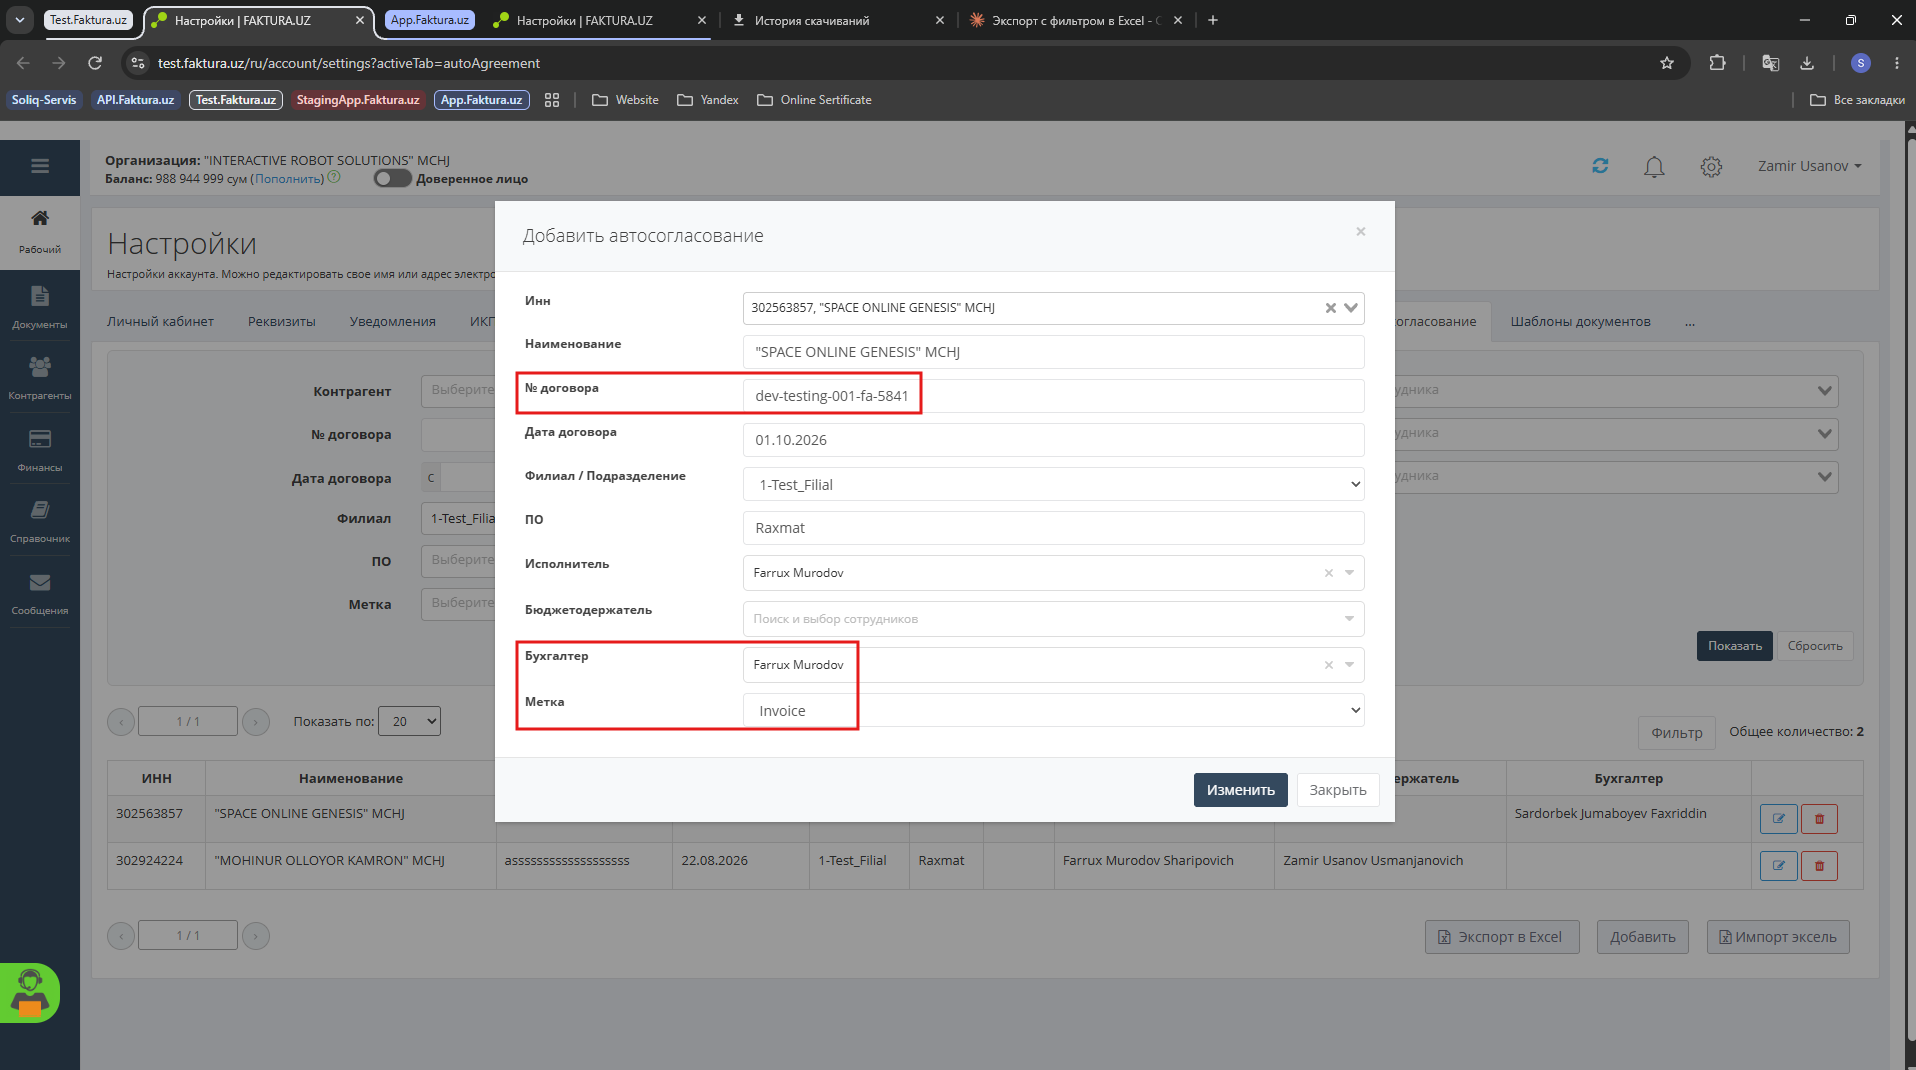 Test.Faktura.uz
Настройки | FAKTURA.UZ
App.Faktura.uz
Настройки | FAKTURA.UZ
История скачиваний
Экспорт с фильтром в Excel - C
test.faktura.uz/ru/account/settings?activeTab=autoAgreement
S
Soliq-Servis
API.Faktura.uz
Test.Faktura.uz
StagingApp.Faktura.uz
App.Faktura.uz
Website
Yandex
Online Sertificate
Все закладки
Организация: "INTERACTIVE ROBOT SOLUTIONS" MCHJ
Баланс: 988 944 999 сум (Пополнить)
Доверенное лицо
Zamir Usanov
Рабочий
Документы
Контрагенты
Финансы
Справочник
Сообщения
Настройки
Настройки аккаунта. Можно редактировать свое имя или адрес электро
Личный кабинет
Реквизиты
Уведомления
ИКП
огласование
Шаблоны документов
...
Контрагент
Выберите
удника
№ договора
удника
Дата договора
с
удника
Филиал
1-Test_Filia
ПО
Выберите
Метка
Выберите
Показать
Сбросить
Добавить автосогласование
×
Инн
302563857, "SPACE ONLINE GENESIS" MCHJ
Наименование
"SPACE ONLINE GENESIS" MCHJ
№ договора
dev-testing-001-fa-5841
Дата договора
01.10.2026
Филиал / Подразделение
1-Test_Filial
ПО
Raxmat
Исполнитель
Farrux Murodov
Бюджетодержатель
Поиск и выбор сотрудников
Бухгалтер
Farrux Murodov
Метка
Invoice
Изменить
Закрыть
1 / 1
Показать по:
20
Фильтр
Общее количество: 2
ИНН
Наименование
ержатель
Бухгалтер
302563857
"SPACE ONLINE GENESIS" MCHJ
Sardorbek Jumaboyev Faxriddin
302924224
"MOHINUR OLLOYOR KAMRON" MCHJ
asssssssssssssssssss
22.08.2026
1-Test_Filial
Raxmat
Farrux Murodov Sharipovich
Zamir Usanov Usmanjanovich
1 / 1
Экспорт в Excel
Добавить
Импорт эксель